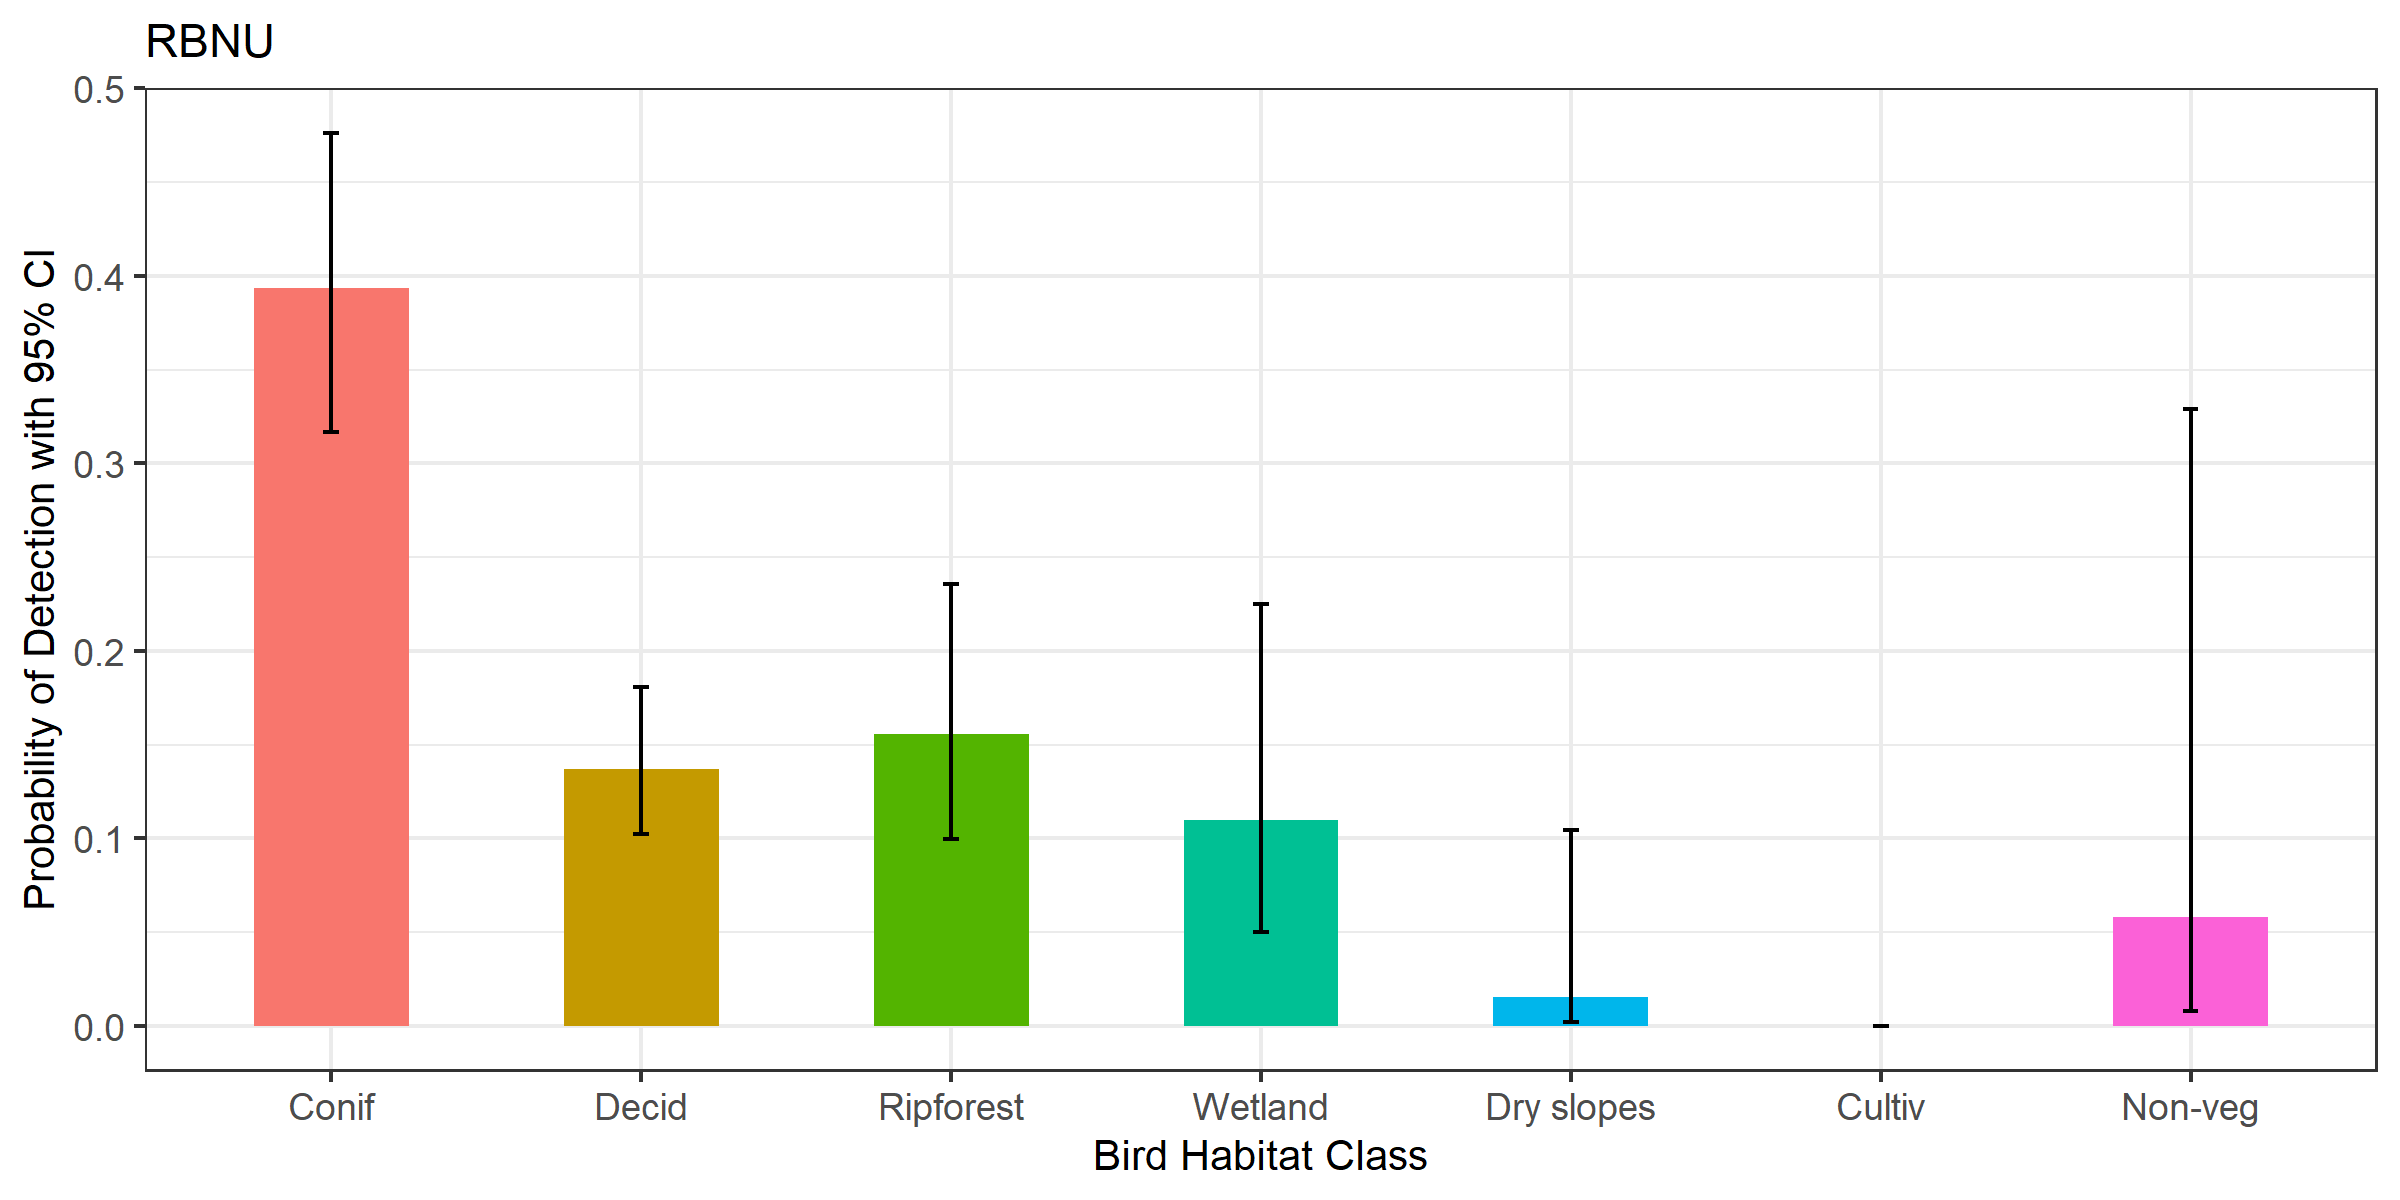 RBNU
0.5
0.4
0.3
0.2
0.1
0.0
Probability of Detection with 95% CI
Conif Decid Ripforest Wetland Dry slopes Cultiv Non-veg
Bird Habitat Class